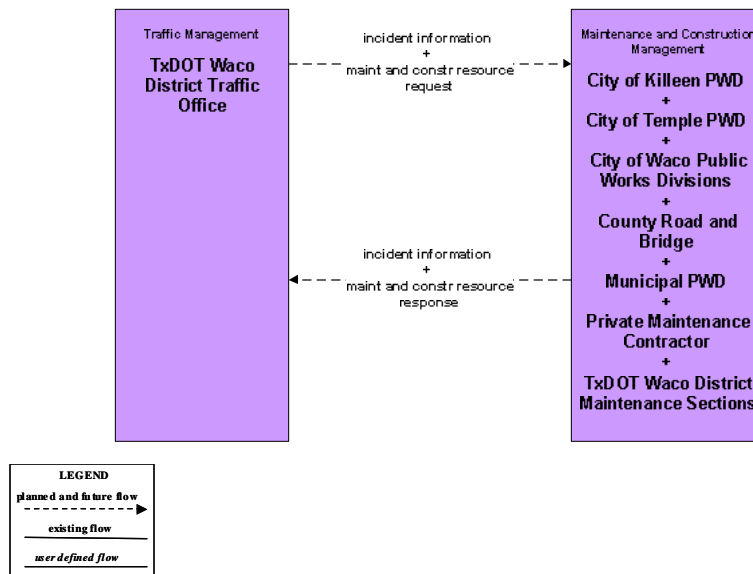 Traffic Management
TxDOT Waco
District Traffic
Office
incident information
+
maint and constr resource
request
incident information
+
maint and constr resource
response
Maintenance and Construction
Management
City of Killeen PWD
+
City of Temple PWD
+
City of Waco Public
Works Divisions
+
County Road and
Bridge
+
Municipal PWD
+
Private Maintenance
Contractor
+
TxDOT Waco District
Maintenance Sections
LEGEND
planned and future flow
existing flow
user defined flow